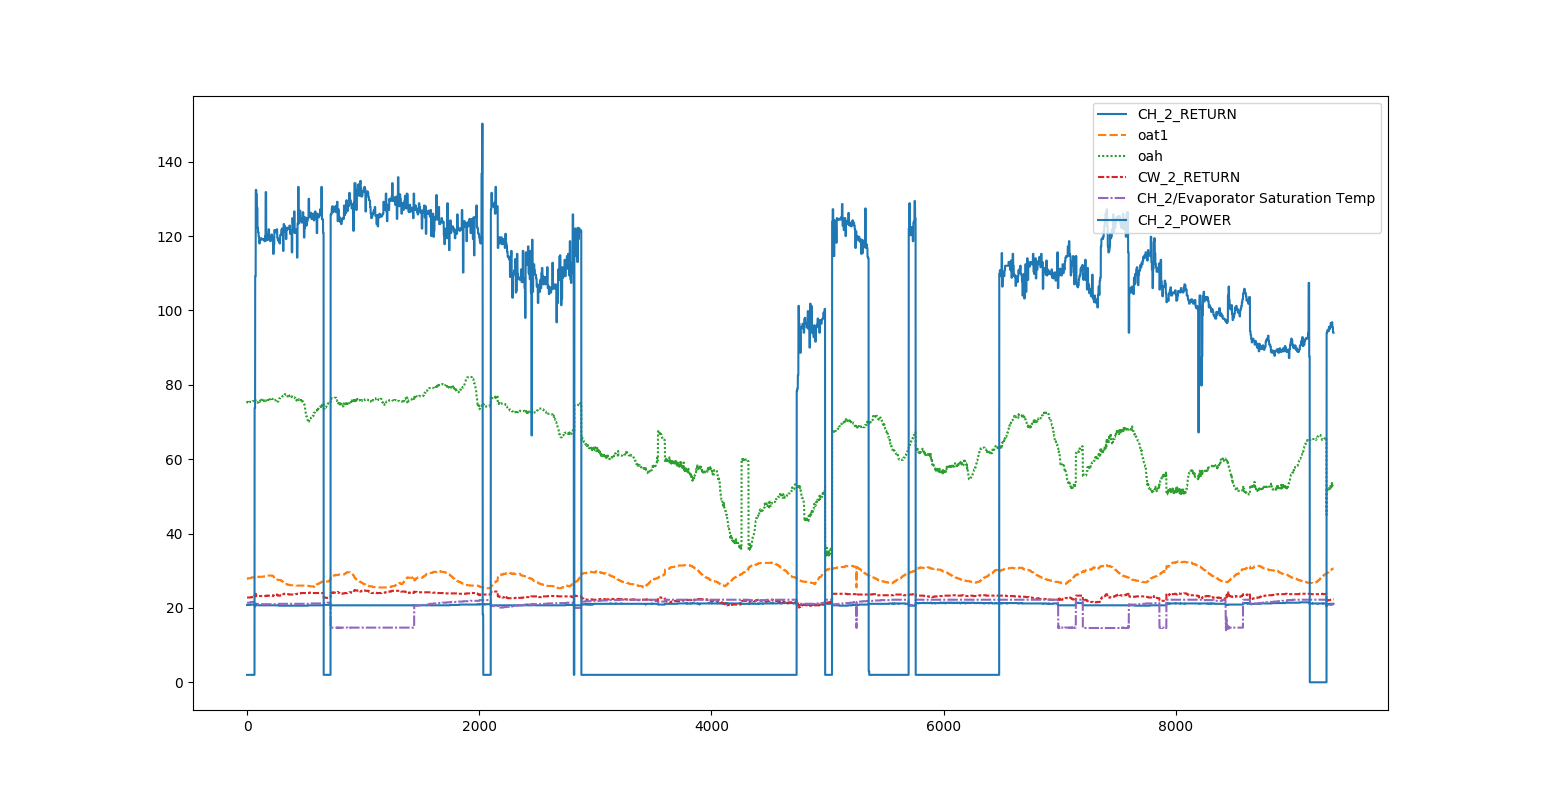 CH_2_RETURN
oat1
oah
CW_2_RETURN
CH_2/Evaporator Saturation Temp
CH_2_POWER
140
120
100
80
60
40
20
0
0 2000 4000 6000 8000